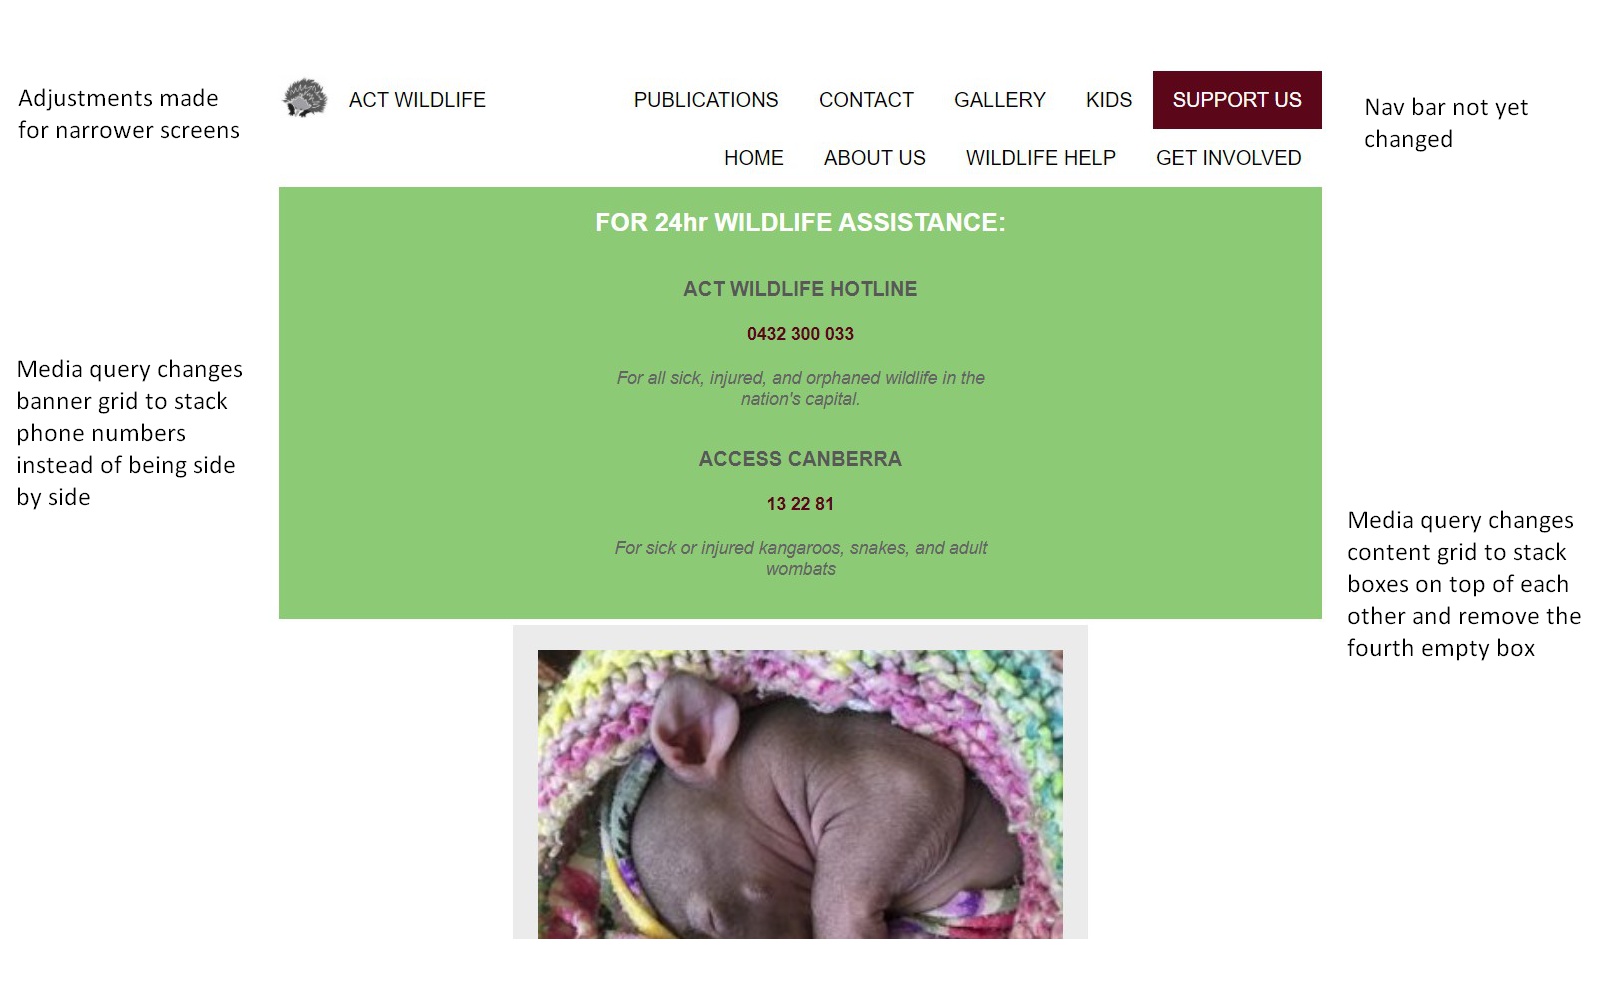 Adjustments made
for narrower screens
ACT WILDLIFE
PUBLICATIONS CONTACT GALLERY KIDS SUPPORT US
HOME ABOUT US WILDLIFE HELP GET INVOLVED
Nav bar not yet
changed
FOR 24hr WILDLIFE ASSISTANCE:
ACT WILDLIFE HOTLINE
0432 300 033
For all sick, injured, and orphaned wildlife in the
nation's capital.
ACCESS CANBERRA
13 22 81
For sick or injured kangaroos, snakes, and adult
wombats
Media query changes
banner grid to stack
phone numbers
instead of being side
by side
Media query changes
content grid to stack
boxes on top of each
other and remove the
fourth empty box